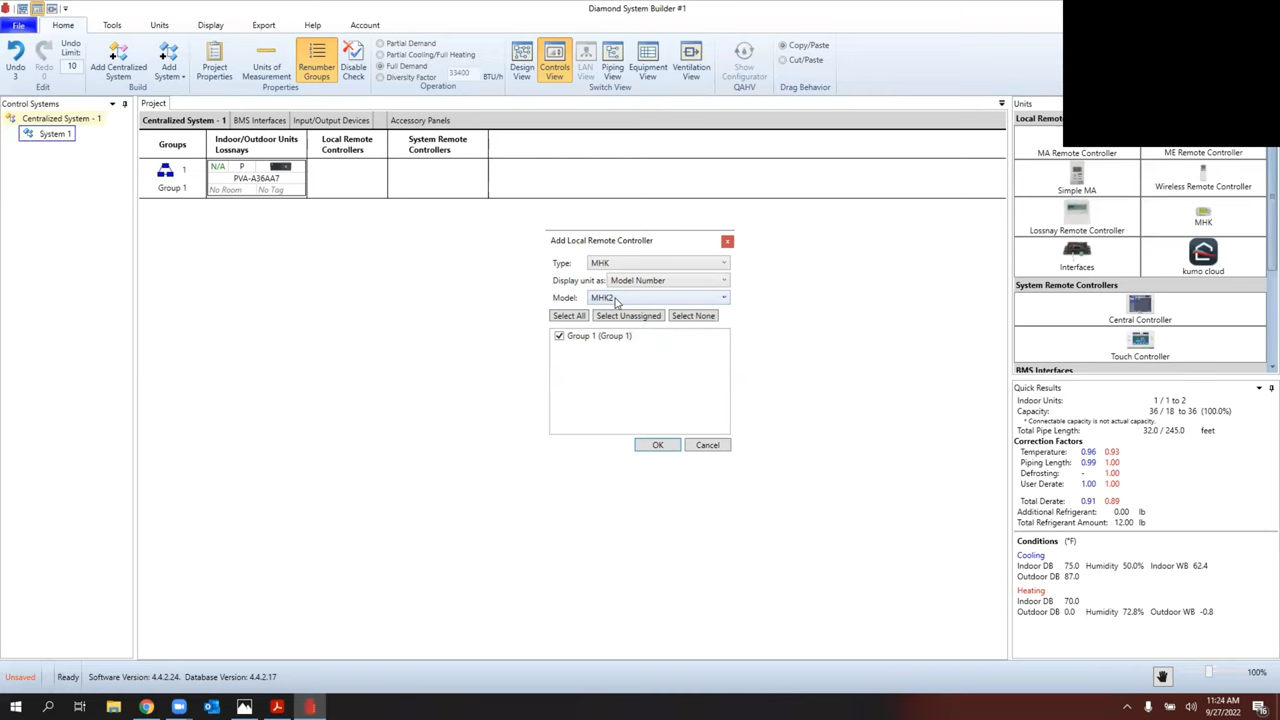 Diamond System Builder #1
File Home Tools Units Display Export Help Account
Undo 3
Redo 0
Undo Limit:
10
Edit
Add Centralized System
Add System
Build
Project Properties
Units of Measurement
Renumber Groups
Properties
Disable Check
Partial Demand
Partial Cooling/Full Heating
Full Demand
Diversity Factor 33400 BTU/h
Operation
Design View
Controls View
LAN View
Piping View
Equipment View
Ventilation View
Switch View
Show Configurator QAHV
Copy/Paste
Cut/Paste
Drag Behavior
Control Systems
Centralized System - 1
System 1
Project
Centralized System - 1 BMS Interfaces Input/Output Devices Accessory Panels
Groups
Indoor/Outdoor Units Lossnays
Local Remote Controllers
System Remote Controllers
1
Group 1
N/A P
PVA-A36AA7
No Room No Tag
Add Local Remote Controller
x
Type: MHK
Display unit as: Model Number
Model: MHK2
Select All Select Unassigned Select None
Group 1 (Group 1)
OK Cancel
Units
Local Remo
MA Remote Controller ME Remote Controller
Simple MA Wireless Remote Controller
Lossnay Remote Controller MHK
Interfaces kumo cloud
System Remote Controllers
Central Controller
Touch Controller
BMS Interfaces
Quick Results
Indoor Units: 1 / 1 to 2
Capacity: 36 / 18 to 36 (100.0%)
* Connectable capacity is not actual capacity.
Total Pipe Length: 32.0 / 245.0 feet
Correction Factors
Temperature: 0.96 0.93
Piping Length: 0.99 1.00
Defrosting: - 1.00
User Derate: 1.00 1.00
Total Derate: 0.91 0.89
Additional Refrigerant: 0.00 lb
Total Refrigerant Amount: 12.00 lb
Conditions (°F)
Cooling
Indoor DB 75.0 Humidity 50.0% Indoor WB 62.4
Outdoor DB 87.0
Heating
Indoor DB 70.0
Outdoor DB 0.0 Humidity 72.8% Outdoor WB -0.8
Unsaved Ready Software Version: 4.4.2.24. Database Version: 4.4.2.17
100%
11:24 AM
9/27/2022
16